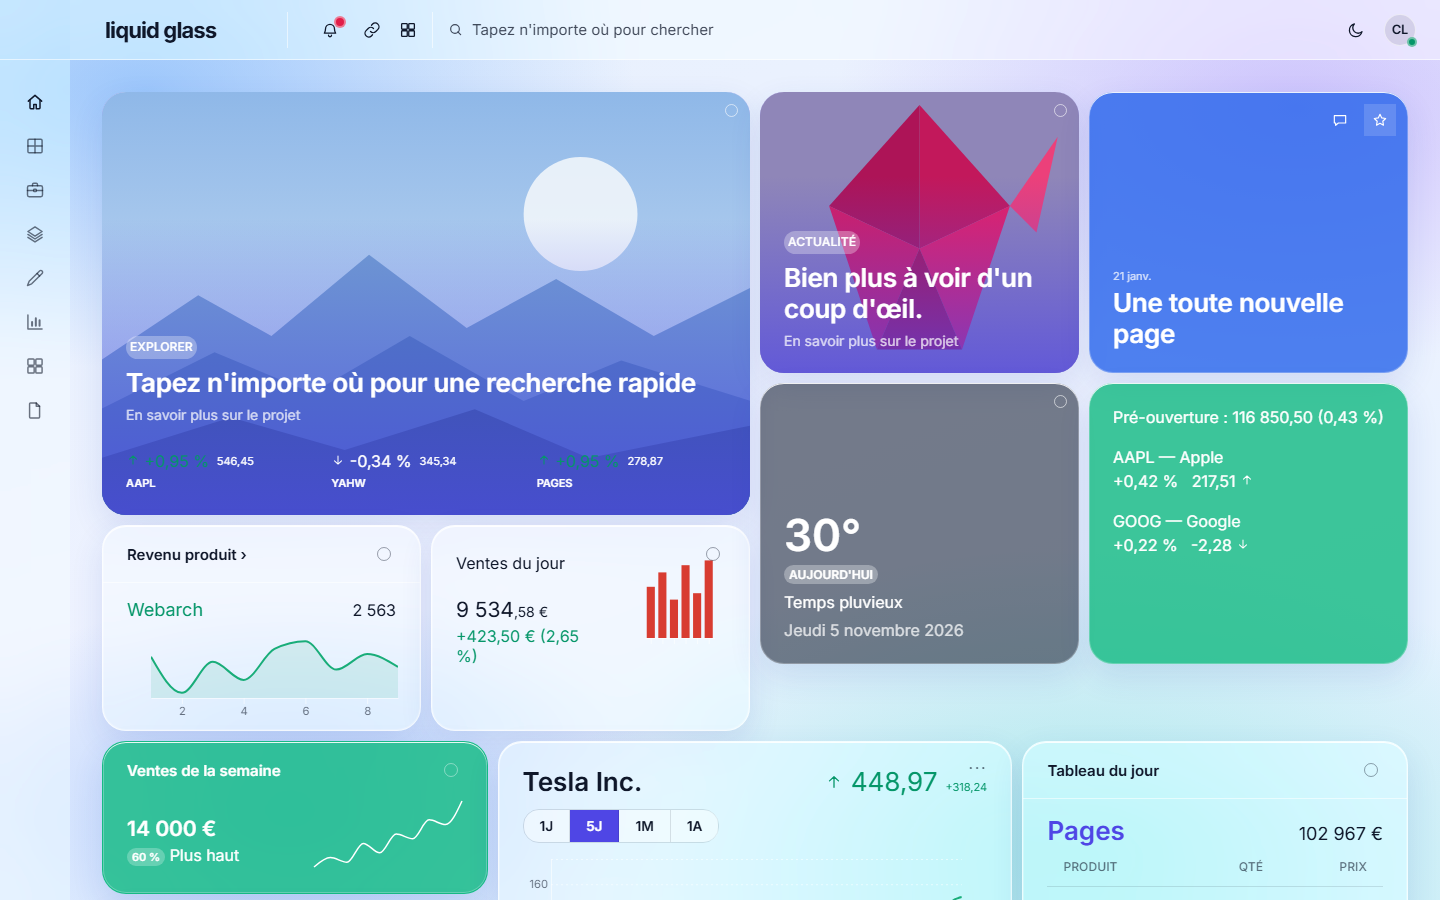 liquid glass
Tapez n'importe où pour chercher
CL
EXPLORER
Tapez n'importe où pour une recherche rapide
En savoir plus sur le projet
+0,95 % 546,45
AAPL
-0,34 % 345,34
YAHW
+0,95 % 278,87
PAGES
ACTUALITÉ
Bien plus à voir d'un
coup d'œil.
En savoir plus sur le projet
21 janv.
Une toute nouvelle
page
30°
AUJOURD'HUI
Temps pluvieux
Jeudi 5 novembre 2026
Pré-ouverture : 116 850,50 (0,43 %)
AAPL — Apple
+0,42 % 217,51 ↑
GOOG — Google
+0,22 % -2,28 ↓
Revenu produit ›
Webarch 2 563
2 4 6 8
Ventes du jour
9 534,58 €
+423,50 € (2,65
%)
Ventes de la semaine
14 000 €
60 % Plus haut
Tesla Inc.
↑ 448,97 +318,24
1J 5J 1M 1A
160
Tableau du jour
Pages 102 967 €
PRODUIT QTÉ PRIX